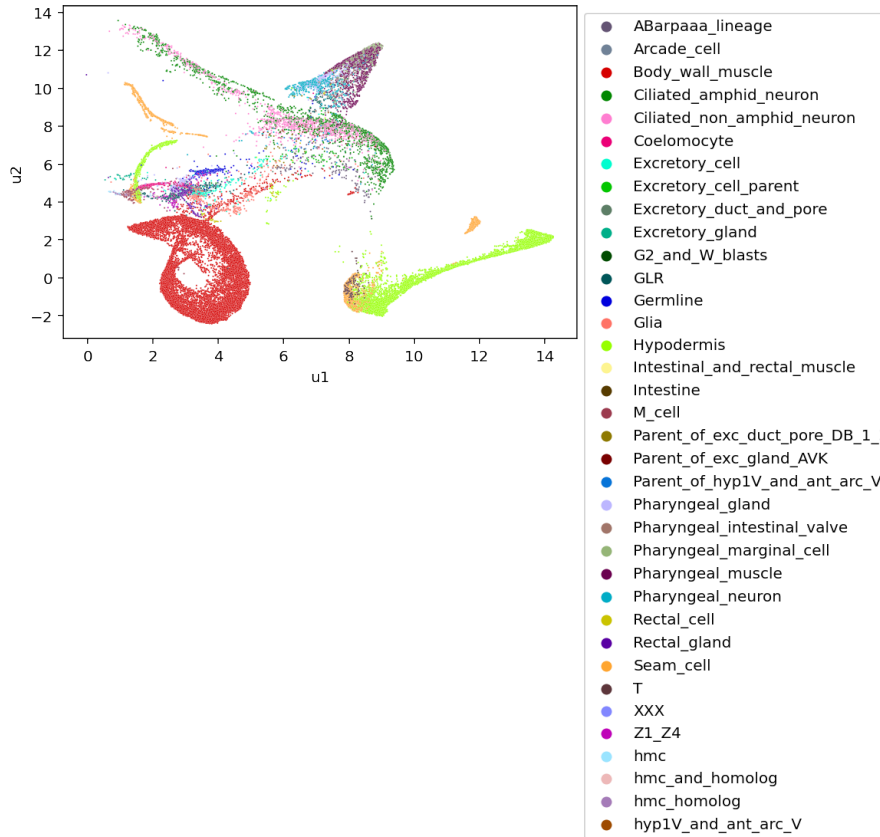 14
12
10
8
6
4
2
0
−2
u2
0 2 4 6 8 10 12 14
u1
ABarpaaa_lineage
Arcade_cell
Body_wall_muscle
Ciliated_amphid_neuron
Ciliated_non_amphid_neuron
Coelomocyte
Excretory_cell
Excretory_cell_parent
Excretory_duct_and_pore
Excretory_gland
G2_and_W_blasts
GLR
Germline
Glia
Hypodermis
Intestinal_and_rectal_muscle
Intestine
M_cell
Parent_of_exc_duct_pore_DB_1_
Parent_of_exc_gland_AVK
Parent_of_hyp1V_and_ant_arc_V
Pharyngeal_gland
Pharyngeal_intestinal_valve
Pharyngeal_marginal_cell
Pharyngeal_muscle
Pharyngeal_neuron
Rectal_cell
Rectal_gland
Seam_cell
T
XXX
Z1_Z4
hmc
hmc_and_homolog
hmc_homolog
hyp1V_and_ant_arc_V